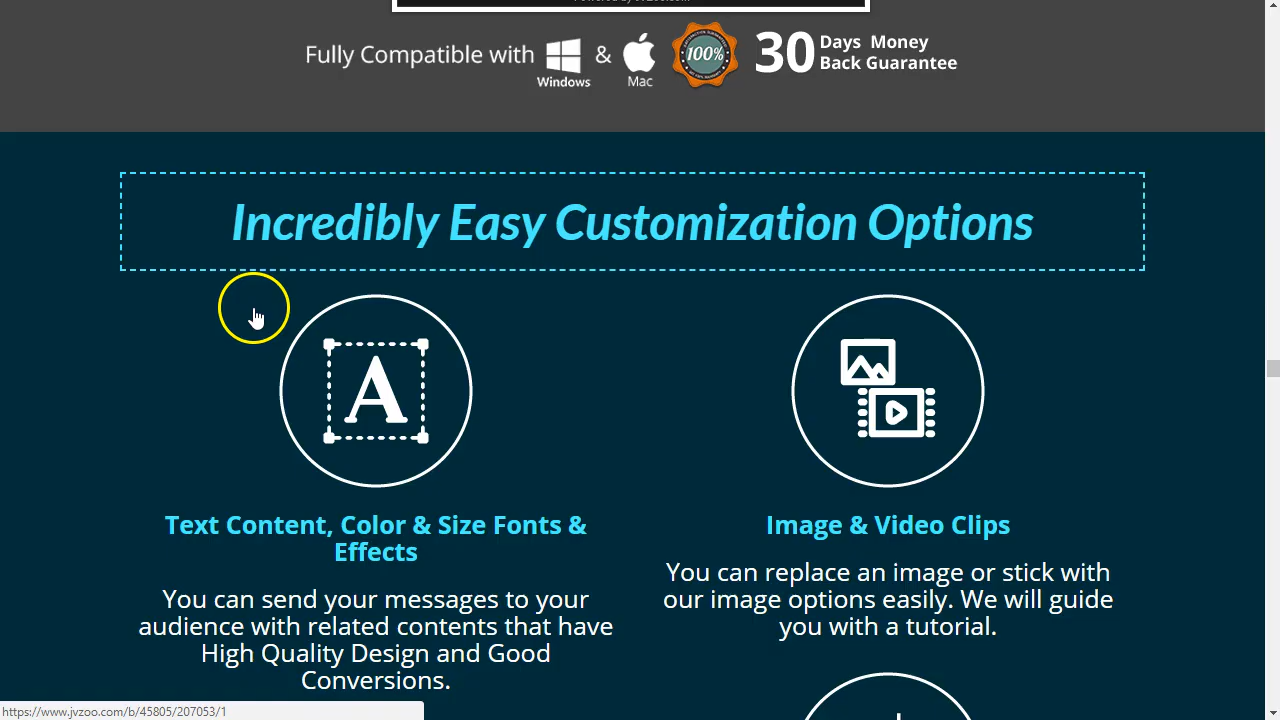 Fully Compatible with Windows & Mac 100% 30 Days Money Back Guarantee
Incredibly Easy Customization Options
A
Text Content, Color & Size Fonts &
Effects
You can send your messages to your
audience with related contents that have
High Quality Design and Good
Conversions.
Image & Video Clips
You can replace an image or stick with
our image options easily. We will guide
you with a tutorial.
https://www.jvzoo.com/b/45805/207053/1